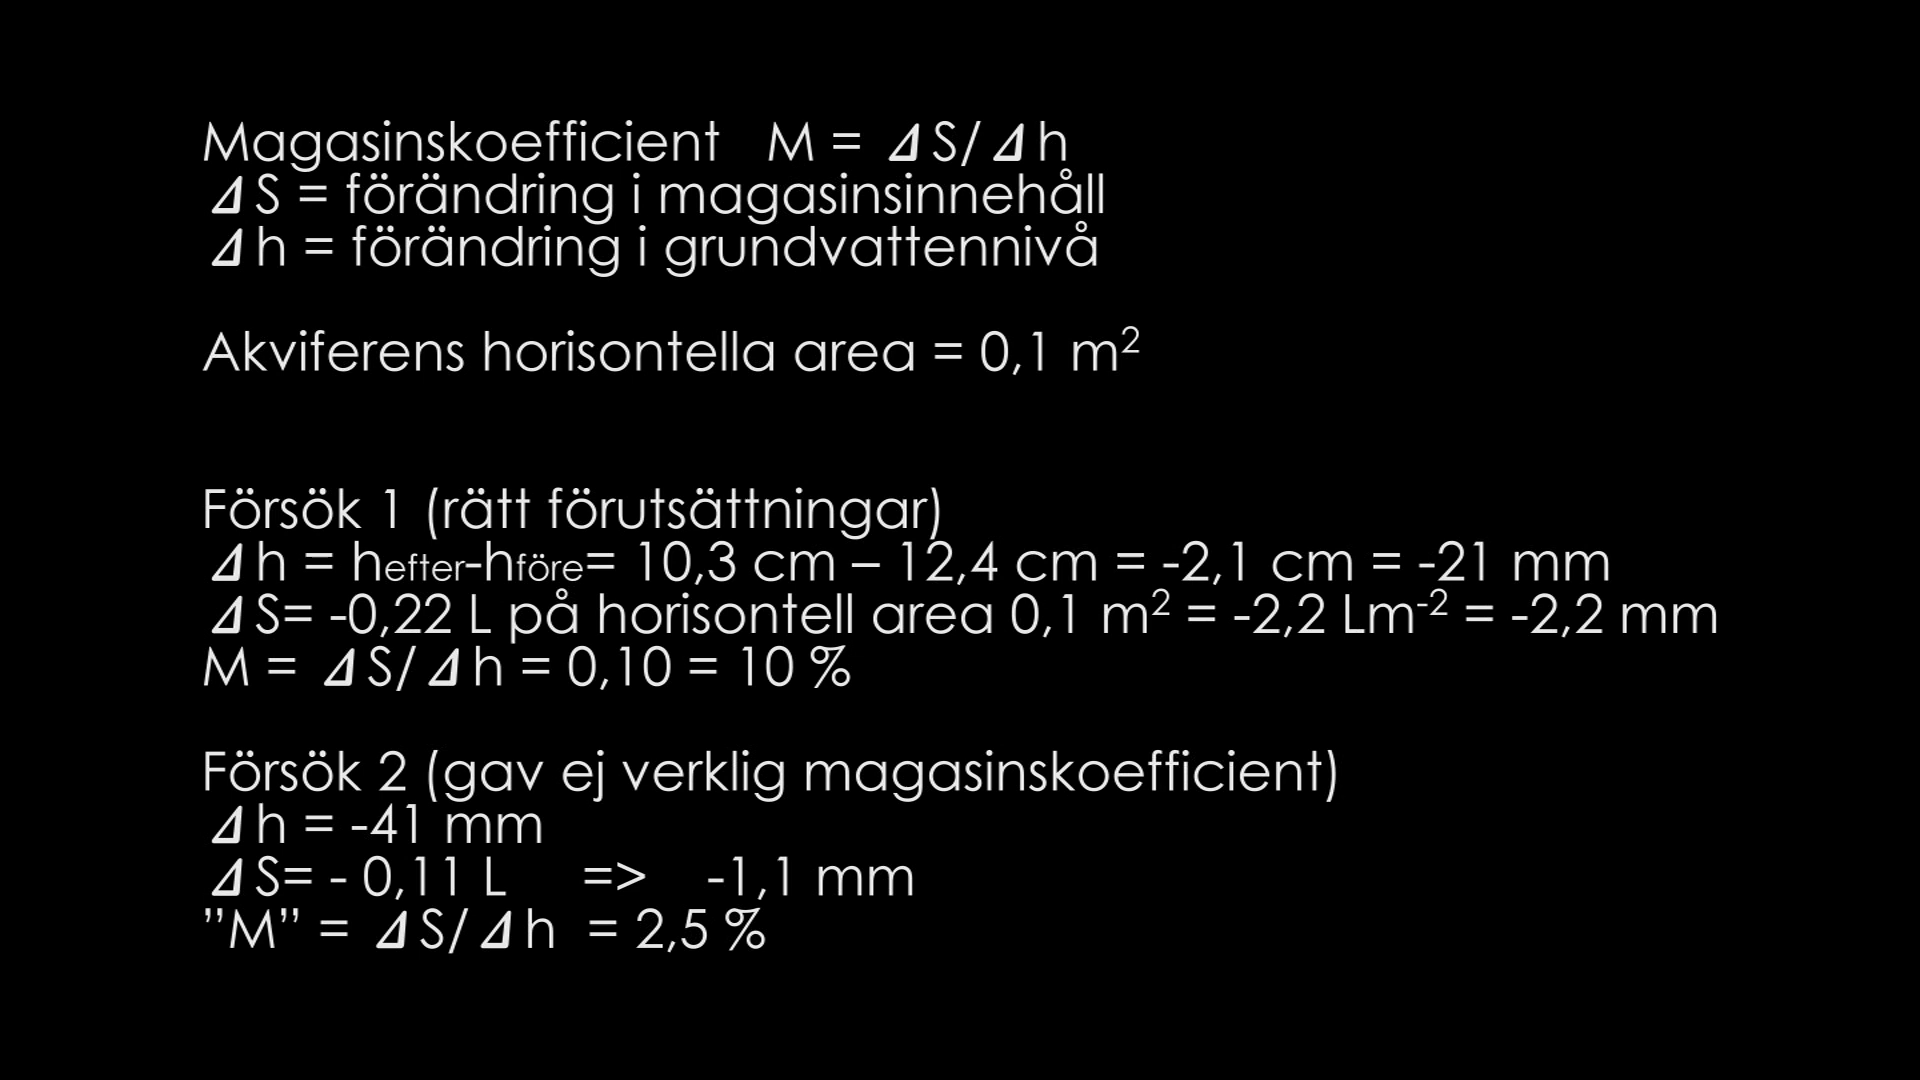 Magasinskoefficient M = ΔS/Δh
ΔS = förändring i magasinsinnehåll
Δh = förändring i grundvattennivå
Akviferens horisontella area = 0,1 m²
Försök 1 (rätt förutsättningar)
Δh = hefter-hföre= 10,3 cm – 12,4 cm = -2,1 cm = -21 mm
ΔS= -0,22 L på horisontell area 0,1 m² = -2,2 Lm⁻² = -2,2 mm
M = ΔS/Δh = 0,10 = 10 %
Försök 2 (gav ej verklig magasinskoefficient)
Δh = -41 mm
ΔS= - 0,11 L => -1,1 mm
”M” = ΔS/Δh = 2,5 %